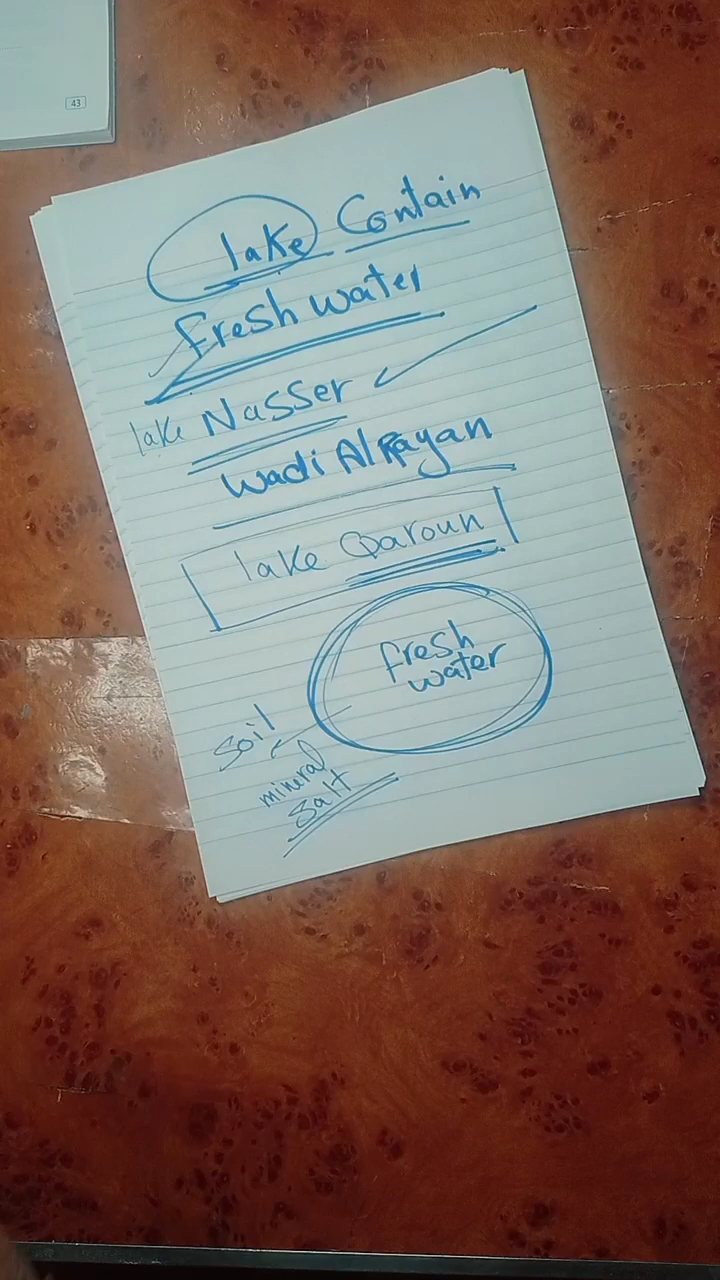 43
lake Contain
fresh water
lake Nasser
Wadi AlRayan
lake Qaroun
fresh
water
Soil
mineral
Salt